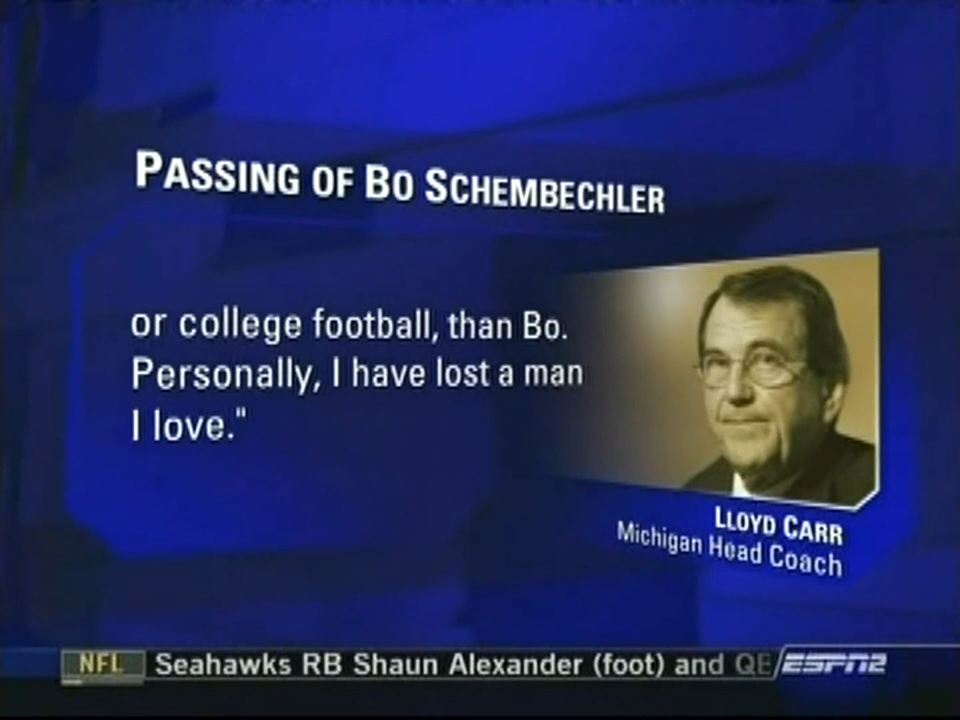 PASSING OF BO SCHEMBECHLER
or college football, than Bo.
Personally, I have lost a man
I love."
LLOYD CARR
Michigan Head Coach
NFL Seahawks RB Shaun Alexander (foot) and QB ESPN2